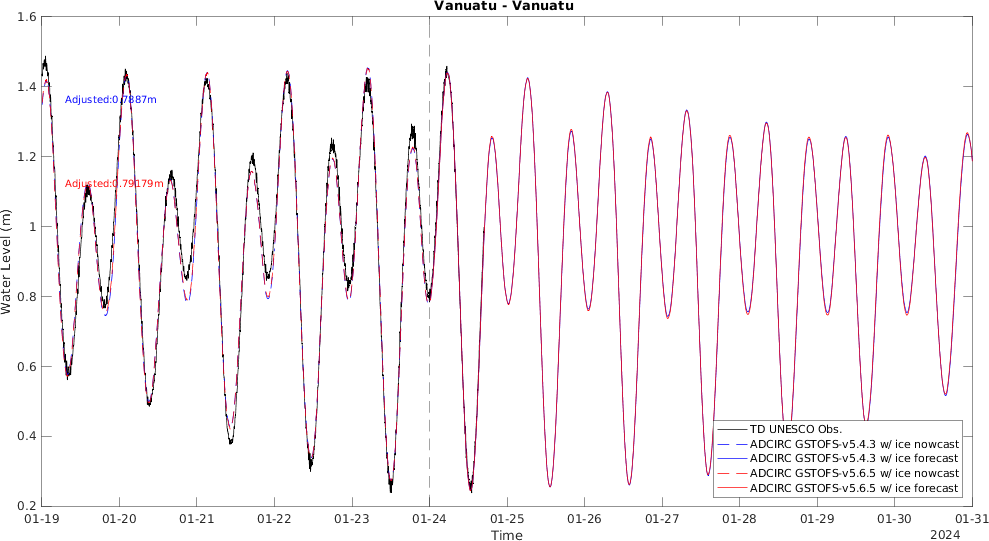 Vanuatu - Vanuatu
1.6
1.4
1.2
1
0.8
0.6
0.4
0.2
Water Level (m)
Adjusted:0.7887m
Adjusted:0.79179m
TD UNESCO Obs.
ADCIRC GSTOFS-v5.4.3 w/ ice nowcast
ADCIRC GSTOFS-v5.4.3 w/ ice forecast
ADCIRC GSTOFS-v5.6.5 w/ ice nowcast
ADCIRC GSTOFS-v5.6.5 w/ ice forecast
01-19 01-20 01-21 01-22 01-23 01-24 01-25 01-26 01-27 01-28 01-29 01-30 01-31
Time
2024